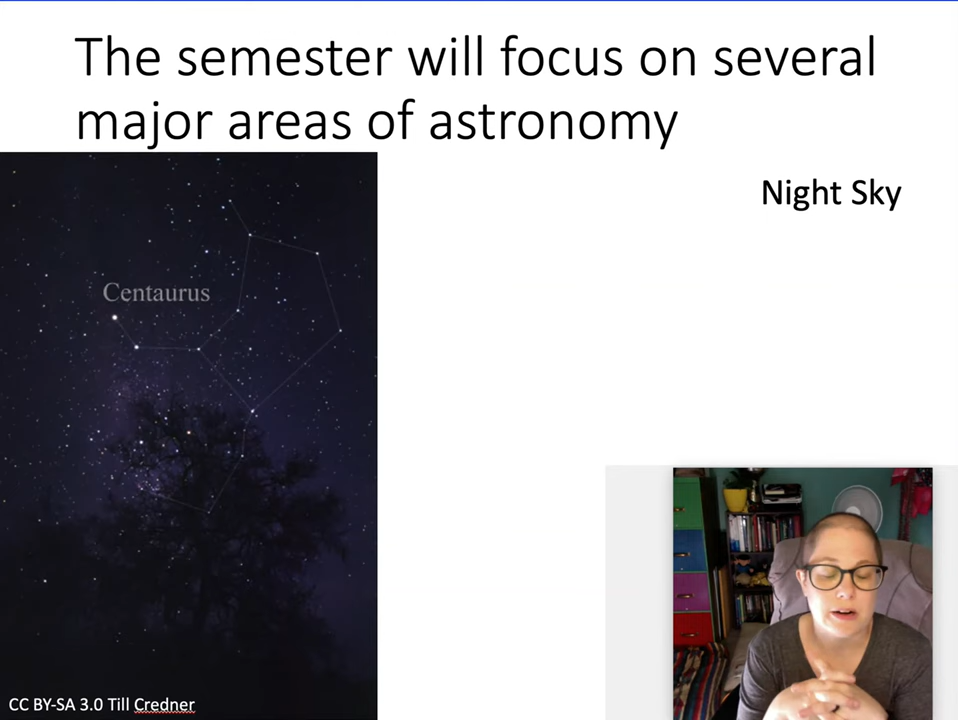 The semester will focus on several
major areas of astronomy
Night Sky
Centaurus
CC BY-SA 3.0 Till Credner